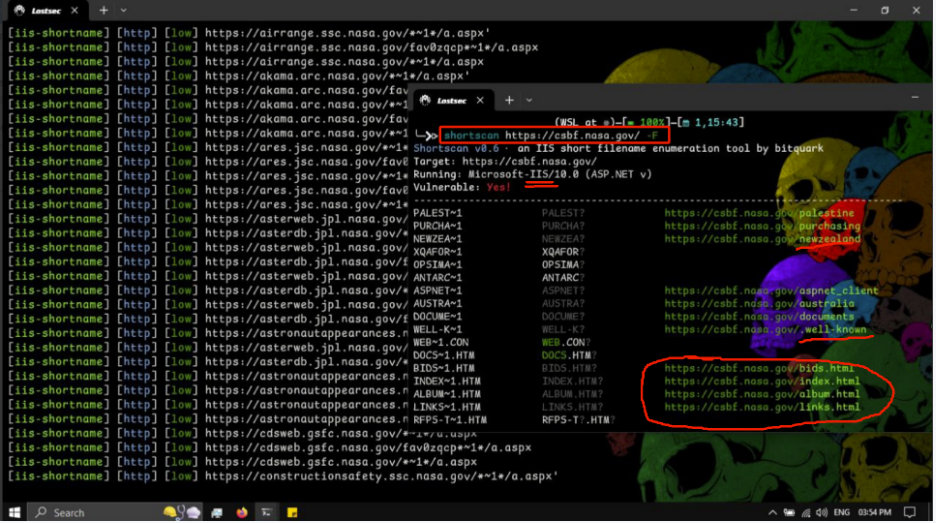 Lostsec
[iis-shortname] [http] [low] https://airrange.ssc.nasa.gov/*~1*/a.aspx'
[iis-shortname] [http] [low] https://airrange.ssc.nasa.gov/fav0zqcp*~1*/a.aspx
[iis-shortname] [http] [low] https://airrange.ssc.nasa.gov/*~1*/a.aspx
[iis-shortname] [http] [low] https://akama.arc.nasa.gov/*~1*/a.aspx'
[iis-shortname] [http] [low] https://akama.arc.nasa.gov/fav
[iis-shortname] [http] [low] https://akama.arc.nasa.gov/*~1
[iis-shortname] [http] [low] https://akama.arc.nasa.gov/fav
[iis-shortname] [http] [low] https://akama.arc.nasa.gov/*~1
[iis-shortname] [http] [low] https://ares.jsc.nasa.gov/*~1*
[iis-shortname] [http] [low] https://ares.jsc.nasa.gov/fav0
[iis-shortname] [http] [low] https://ares.jsc.nasa.gov/*~1*
[iis-shortname] [http] [low] https://ares.jsc.nasa.gov/fav0
[iis-shortname] [http] [low] https://ares.jsc.nasa.gov/*~1*
[iis-shortname] [http] [low] https://asterweb.jpl.nasa.gov/
[iis-shortname] [http] [low] https://asterdb.jpl.nasa.gov/*
[iis-shortname] [http] [low] https://asterweb.jpl.nasa.gov/
[iis-shortname] [http] [low] https://asterdb.jpl.nasa.gov/f
[iis-shortname] [http] [low] https://asterweb.jpl.nasa.gov/
[iis-shortname] [http] [low] https://asterdb.jpl.nasa.gov/*
[iis-shortname] [http] [low] https://asterweb.jpl.nasa.gov/
[iis-shortname] [http] [low] https://asterdb.jpl.nasa.gov/f
[iis-shortname] [http] [low] https://astronautappearances.n
[iis-shortname] [http] [low] https://asterweb.jpl.nasa.gov/
[iis-shortname] [http] [low] https://asterdb.jpl.nasa.gov/*
[iis-shortname] [http] [low] https://astronautappearances.n
[iis-shortname] [http] [low] https://astronautappearances.n
[iis-shortname] [http] [low] https://astronautappearances.n
[iis-shortname] [http] [low] https://cdsweb.gsfc.nasa.gov/*~1*/a.aspx
[iis-shortname] [http] [low] https://cdsweb.gsfc.nasa.gov/fav0zqcp*~1*/a.aspx
[iis-shortname] [http] [low] https://cdsweb.gsfc.nasa.gov/*~1*/a.aspx
[iis-shortname] [http] [low] https://constructionsafety.ssc.nasa.gov/*~1*/a.aspx'
Lostsec
100%]-[ 1,15:43]
shortscan https://csbf.nasa.gov/ -F
Shortscan v0.6 · an IIS short filename enumeration tool by bitquark
Target: https://csbf.nasa.gov/
Running: Microsoft-IIS/10.0 (ASP.NET v)
Vulnerable: Yes!
PALEST~1 PALEST? https://csbf.nasa.gov/palestine
PURCHA~1 PURCHA? https://csbf.nasa.gov/purchasing
NEWZEA~1 NEWZEA? https://csbf.nasa.gov/newzealand
XQAFOR~1 XQAFOR?
OPSIMA~1 OPSIMA?
ANTARC~1 ANTARC?
ASPNET~1 ASPNET? https://csbf.nasa.gov/aspnet_client
AUSTRA~1 AUSTRA? https://csbf.nasa.gov/australia
DOCUME~1 DOCUME? https://csbf.nasa.gov/documents
WELL-K~1 WELL-K? https://csbf.nasa.gov/.well-known
WEB~1.CON WEB.CON?
DOCS~1.HTM DOCS.HTM?
BIDS~1.HTM BIDS.HTM? https://csbf.nasa.gov/bids.html
INDEX~1.HTM INDEX.HTM? https://csbf.nasa.gov/index.html
ALBUM~1.HTM ALBUM.HTM? https://csbf.nasa.gov/album.html
LINKS~1.HTM LINKS.HTM? https://csbf.nasa.gov/links.html
RFPS-T~1.HTM RFPS-T?.HTM?
Search
ENG 03:54 PM